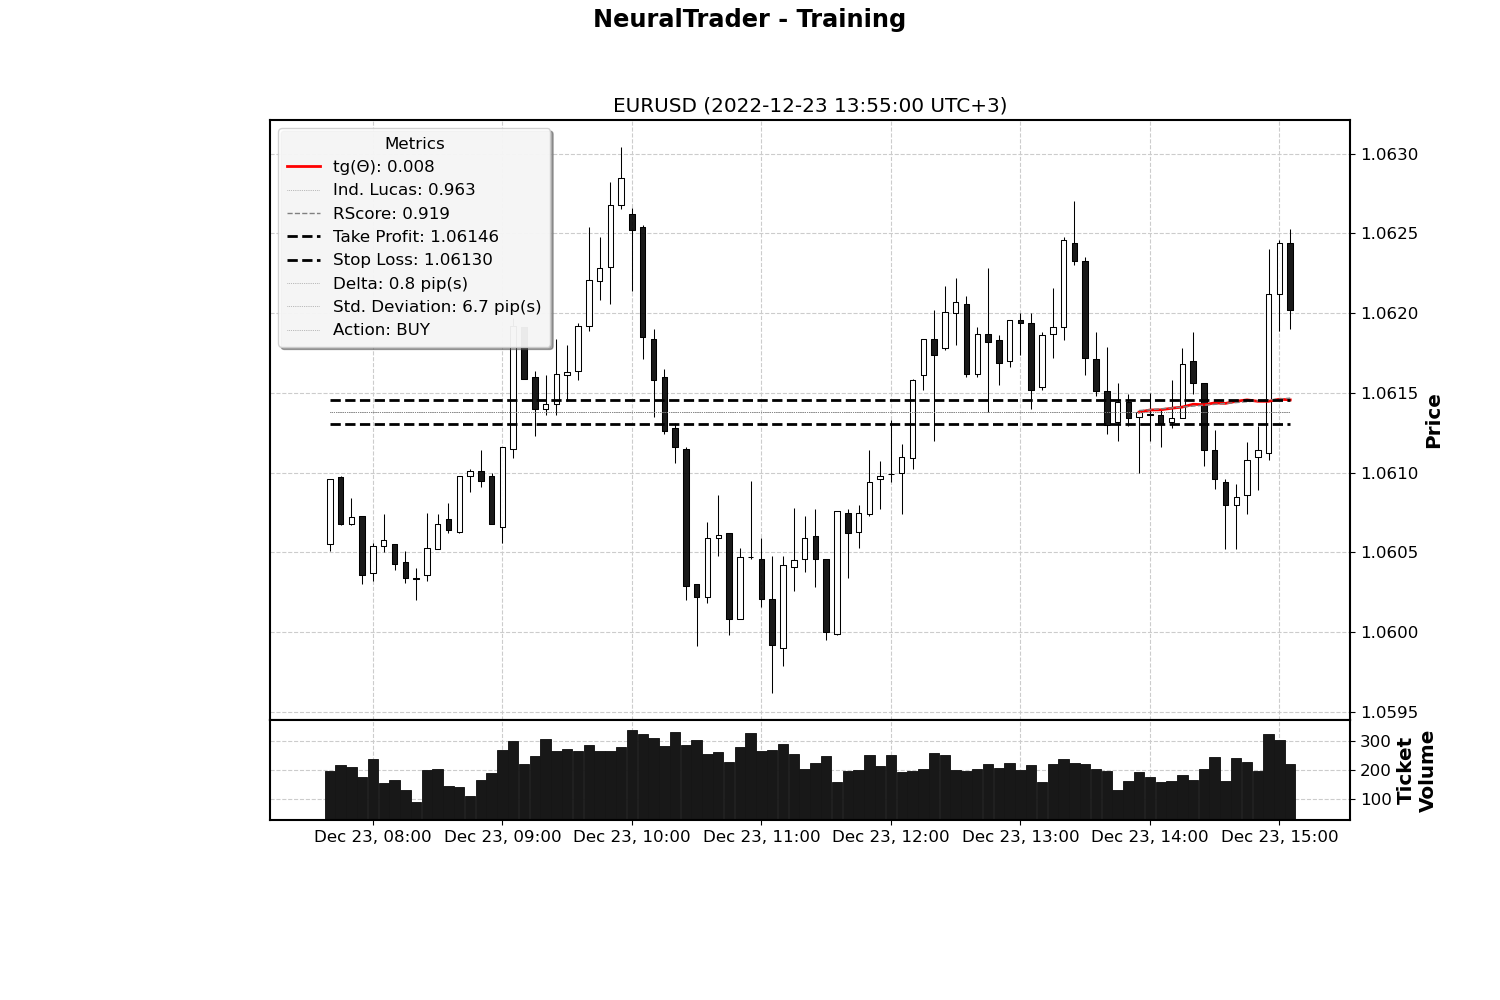 NeuralTrader - Training
EURUSD (2022-12-23 13:55:00 UTC+3)
Metrics
tg(Θ): 0.008
Ind. Lucas: 0.963
RScore: 0.919
Take Profit: 1.06146
Stop Loss: 1.06130
Delta: 0.8 pip(s)
Std. Deviation: 6.7 pip(s)
Action: BUY
1.0630
1.0625
1.0620
1.0615
1.0610
1.0605
1.0600
1.0595
Price
300
200
100
Ticket
Volume
Dec 23, 08:00 Dec 23, 09:00 Dec 23, 10:00 Dec 23, 11:00 Dec 23, 12:00 Dec 23, 13:00 Dec 23, 14:00 Dec 23, 15:00